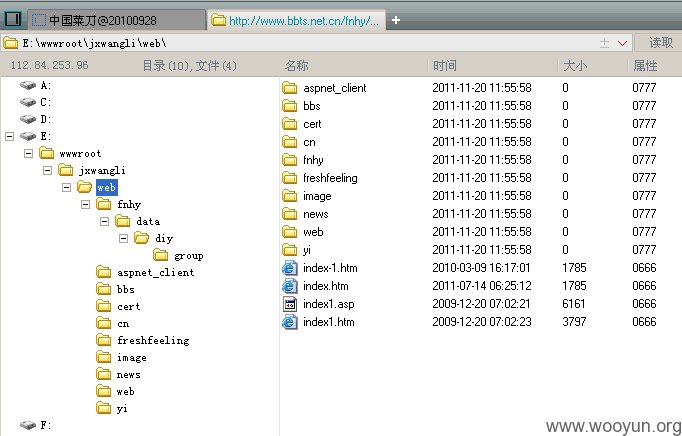 中国菜刀@20100928
http://www.bbts.net.cn/fnhy/...
+
E:\wwwroot\jxwangli\web\
读取
112.84.253.96 目录(10),文件(4)
名称 时间 大小 属性
A:
C:
D:
E:
wwwroot
jxwangli
web
fnhy
data
diy
group
aspnet_client
bbs
cert
cn
freshfeeling
image
news
web
yi
F:
aspnet_client 2011-11-20 11:55:58 0 0777
bbs 2011-11-20 11:55:58 0 0777
cert 2011-11-20 11:55:58 0 0777
cn 2011-11-20 11:55:58 0 0777
fnhy 2011-11-20 11:55:58 0 0777
freshfeeling 2011-11-20 11:55:58 0 0777
image 2011-11-20 11:55:58 0 0777
news 2011-11-20 11:55:58 0 0777
web 2011-11-20 11:55:58 0 0777
yi 2011-11-20 11:55:58 0 0777
index-1.htm 2010-03-09 16:17:01 1785 0666
index.htm 2011-07-14 06:25:12 1785 0666
index1.asp 2009-12-20 07:02:21 6161 0666
index1.htm 2009-12-20 07:02:23 3797 0666
www.wooyun.org